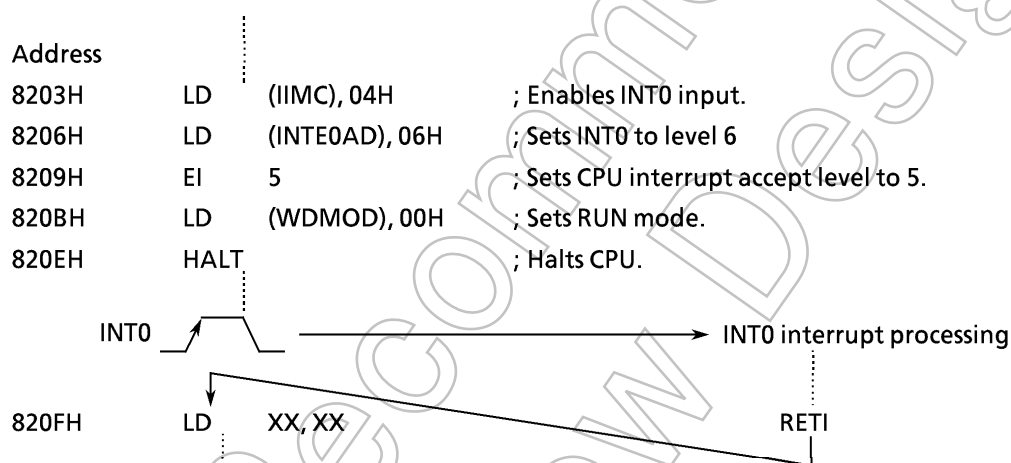 Address
8203H LD (IIMC), 04H ; Enables INT0 input.
8206H LD (INTE0AD), 06H ; Sets INT0 to level 6
8209H EI 5 ; Sets CPU interrupt accept level to 5.
820BH LD (WDMOD), 00H ; Sets RUN mode.
820EH HALT ; Halts CPU.
INT0 INT0 interrupt processing
820FH LD XX, XX RETI